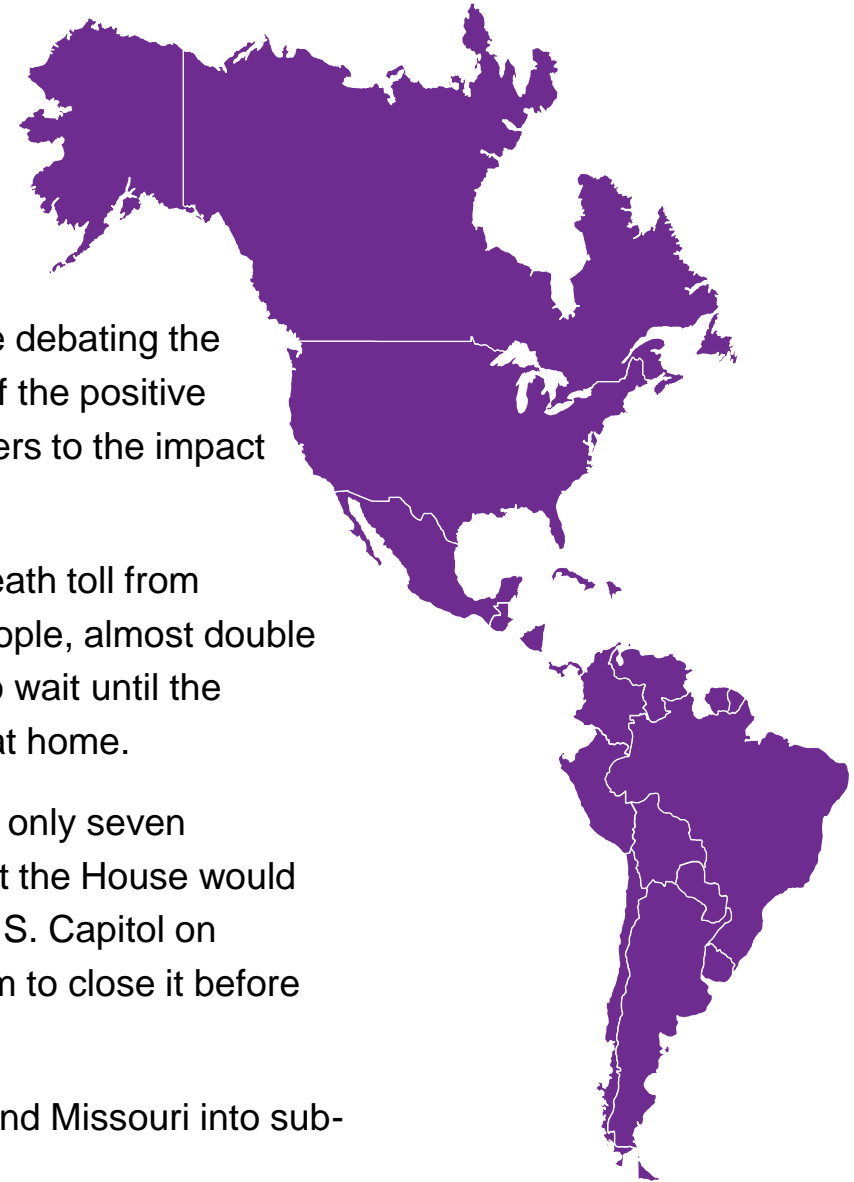 debating the
f the positive
ers to the impact
eath toll from
ople, almost double
wait until the
at home.
only seven
t the House would
S. Capitol on
m to close it before
nd Missouri into sub-